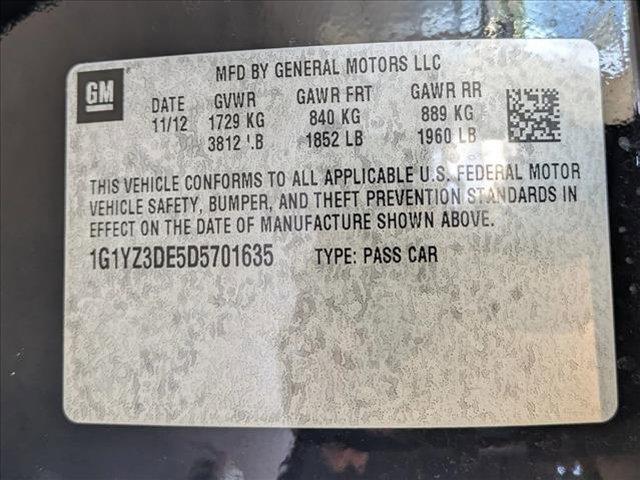 MFD BY GENERAL MOTORS LLC
GM
DATE GVWR GAWR FRT GAWR RR
11/12 1729 KG 840 KG 889 KG
3812 LB 1852 LB 1960 LB
THIS VEHICLE CONFORMS TO ALL APPLICABLE U.S. FEDERAL MOTOR
VEHICLE SAFETY, BUMPER, AND THEFT PREVENTION STANDARDS IN
EFFECT ON THE DATE OF MANUFACTURE SHOWN ABOVE.
1G1YZ3DE5D5701635 TYPE: PASS CAR